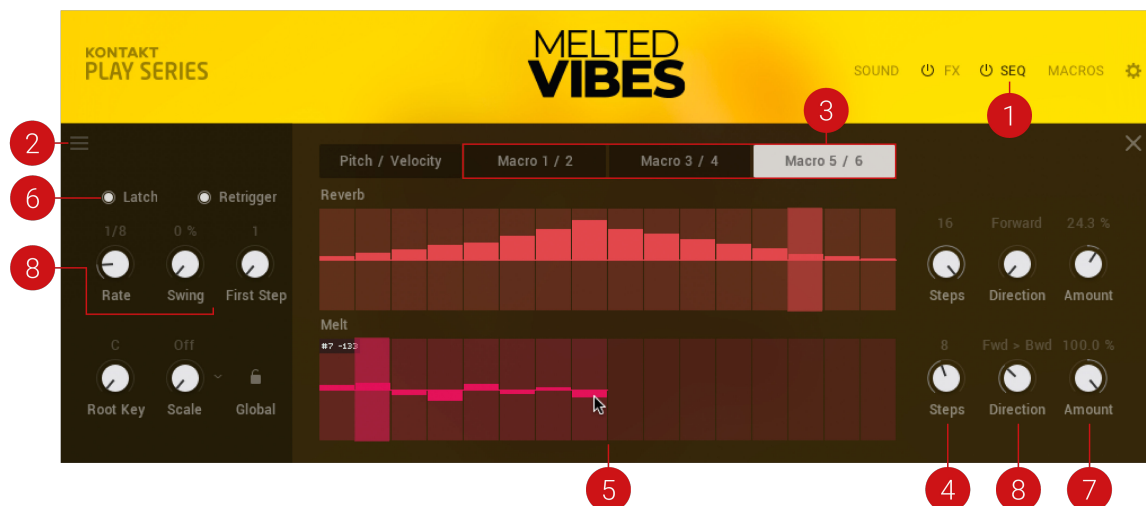 KONTAKT
PLAY SERIES
MELTED
VIBES
SOUND FX SEQ MACROS
1
3
2
Pitch / Velocity Macro 1 / 2 Macro 3 / 4 Macro 5 / 6
6
Latch Retrigger
Reverb
1/8 0 % 1
16 Forward 24.3 %
8
Rate Swing First Step
Steps Direction Amount
Melt
#7 -133
C Off
8 Fwd > Bwd 100.0 %
Root Key Scale Global
Steps Direction Amount
5 4 8 7